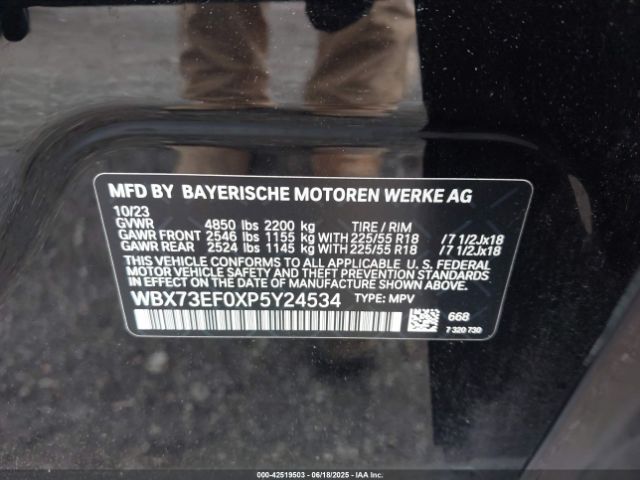 MFD BY BAYERISCHE MOTOREN WERKE AG
10/23
GVWR 4850 lbs 2200 kg TIRE / RIM
GAWR FRONT 2546 lbs 1155 kg WITH 225/55 R18 /7 1/2Jx18
GAWR REAR 2524 lbs 1145 kg WITH 225/55 R18 /7 1/2Jx18
THIS VEHICLE CONFORMS TO ALL APPLICABLE U.S. FEDERAL MOTOR
VEHICLE SAFETY, BUMPER AND THEFT PREVENTION STANDARDS
IN EFFECT ON THE DATE OF MANUFACTURE SHOWN ABOVE.
WBX73EF0XP5Y24534 TYPE: MPV
668
7 320 730
000-42519503 | 06/18/2025 | IAAHOLDINGS, LLC